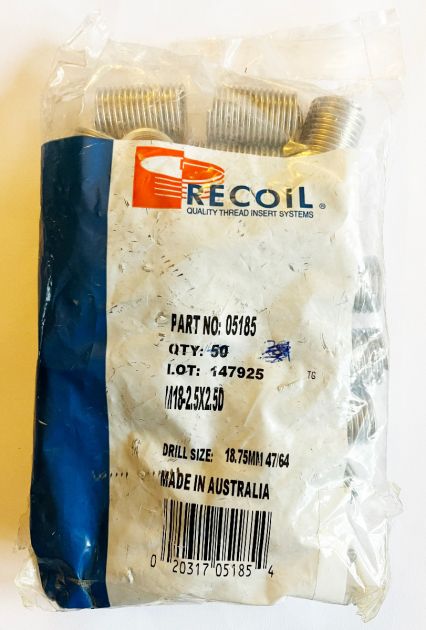 RECOIL ®
QUALITY THREAD INSERT SYSTEMS
PART NO: 05185
QTY: 50
LOT: 147925
TG
M18-2.5X2.5D
DRILL SIZE: 18.75MM 47/64
MADE IN AUSTRALIA
0 20317 05185 4